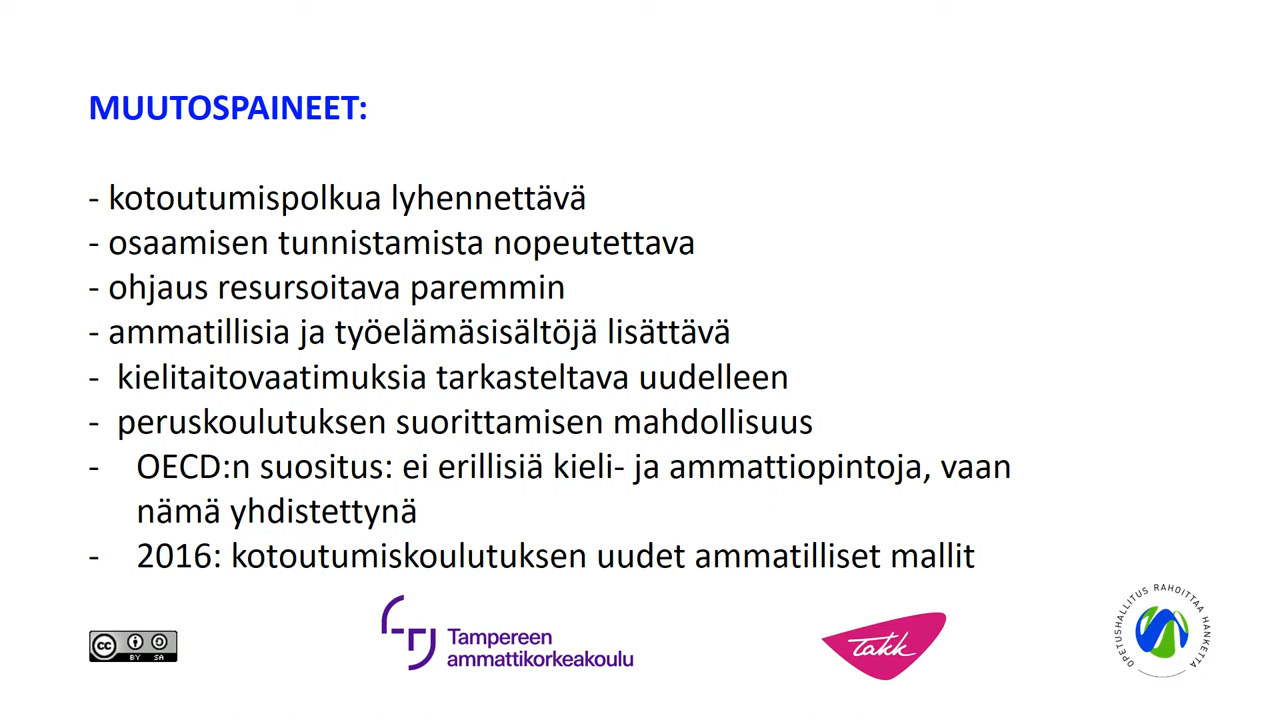 MUUTOSPAINEET:
- kotoutumispolkua lyhennettävä
- osaamisen tunnistamista nopeutettava
- ohjaus resursoitava paremmin
- ammatillisia ja työelämäsisältöjä lisättävä
- kielitaitovaatimuksia tarkasteltava uudelleen
- peruskoulutuksen suorittamisen mahdollisuus
- OECD:n suositus: ei erillisiä kieli- ja ammattiopintoja, vaan
nämä yhdistettynä
- 2016: kotoutumiskoulutuksen uudet ammatilliset mallit
cc BY SA
Tampereen
ammattikorkeakoulu
takk
OPETUSHALLITUS RAHOITTAA HANKETTA